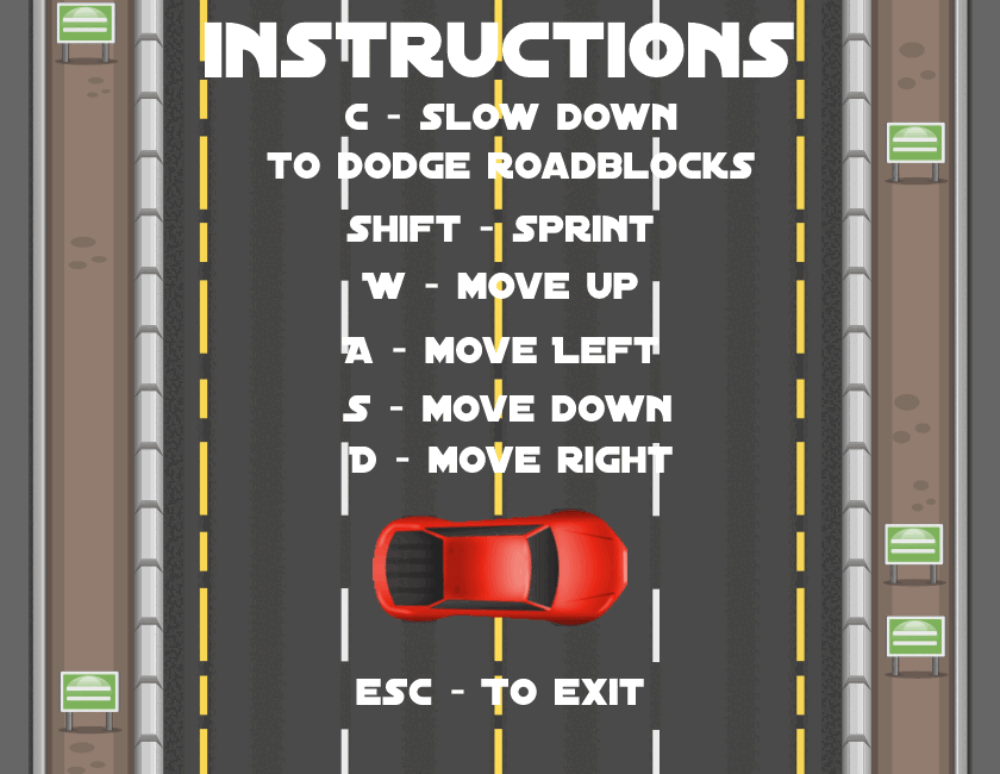 INSTRUCTIONS
C - SLOW DOWN
TO DODGE ROADBLOCKS
SHIFT - SPRINT
W - MOVE UP
A - MOVE LEFT
S - MOVE DOWN
D - MOVE RIGHT
ESC - TO EXIT